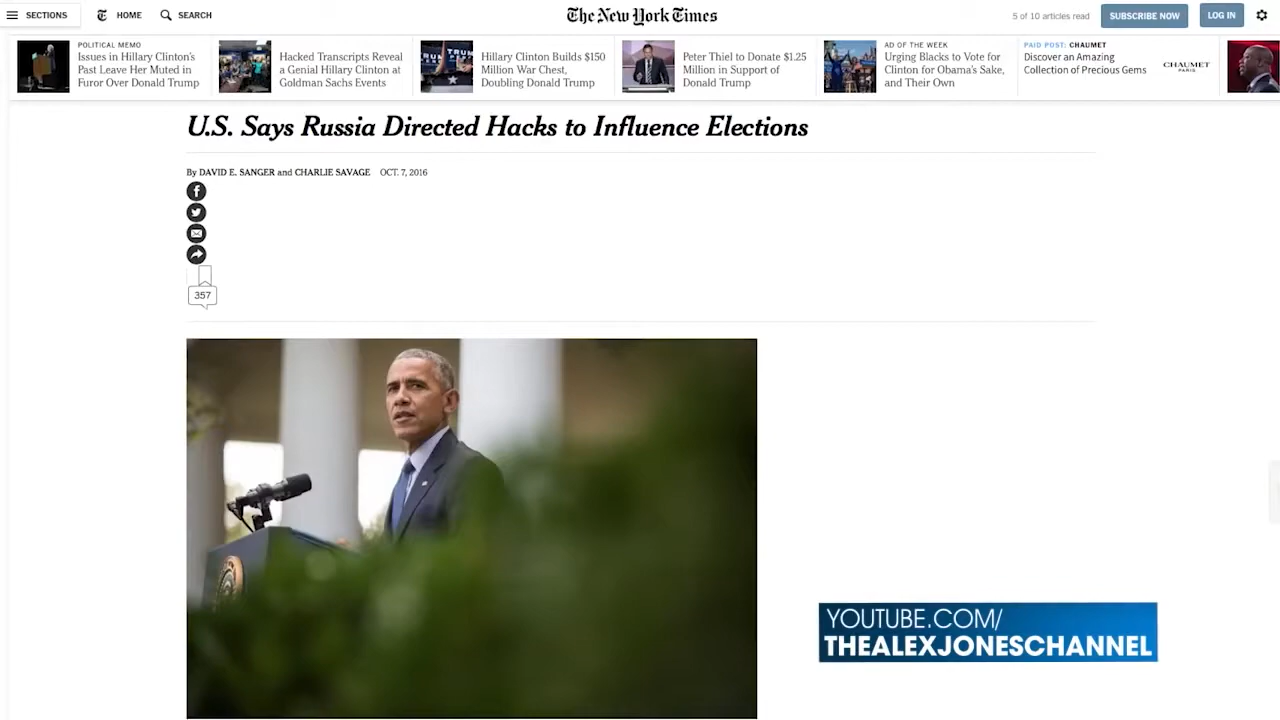 SECTIONS
HOME
SEARCH
The New York Times
5 of 10 articles read
SUBSCRIBE NOW
LOG IN
POLITICAL MEMO
Issues in Hillary Clinton's
Past Leave Her Muted in
Furor Over Donald Trump
Hacked Transcripts Reveal
a Genial Hillary Clinton at
Goldman Sachs Events
Hillary Clinton Builds $150
Million War Chest,
Doubling Donald Trump
Peter Thiel to Donate $1.25
Million in Support of
Donald Trump
AD OF THE WEEK
Urging Blacks to Vote for
Clinton for Obama's Sake,
and Their Own
PAID POST: CHAUMET
Discover an Amazing
Collection of Precious Gems
CHAUMET
PARIS
U.S. Says Russia Directed Hacks to Influence Elections
By DAVID E. SANGER and CHARLIE SAVAGE OCT. 7, 2016
357
YOUTUBE.COM/
THEALEXJONESCHANNEL